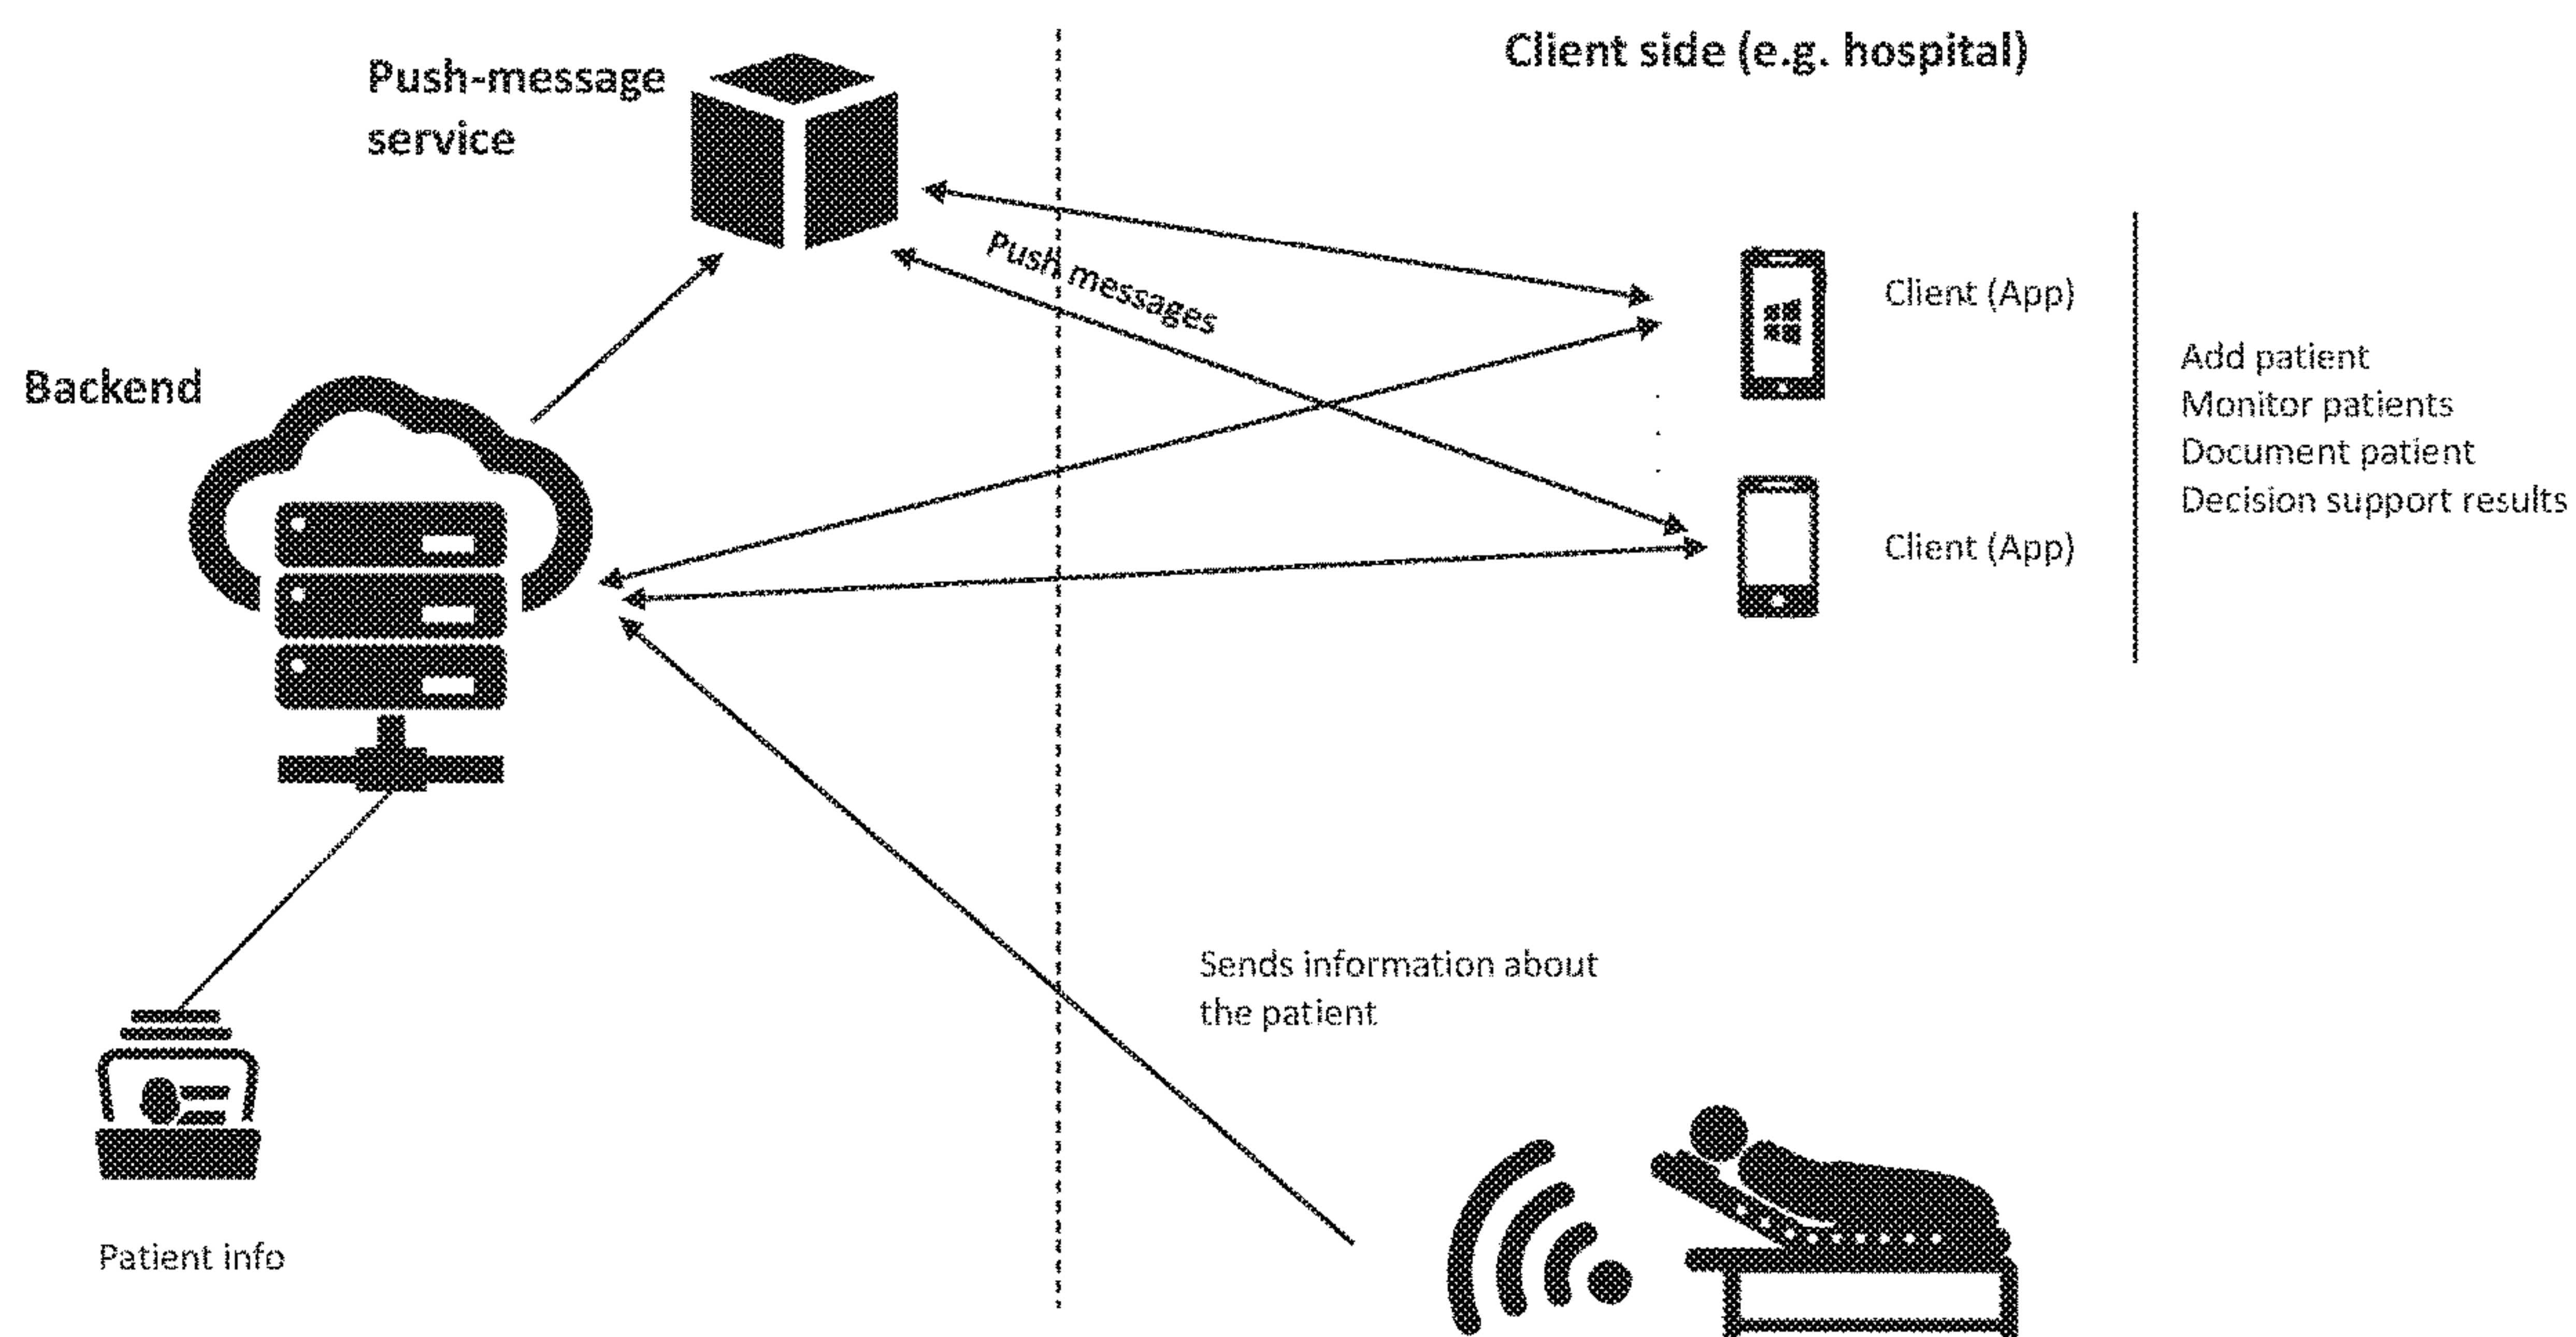 Push-message
service
Client side (e.g. hospital)
Push messages
Client (App)
Backend
Add patient
Monitor patients
Document patient
Decision support results
Client (App)
Sends information about
the patient
Patient info